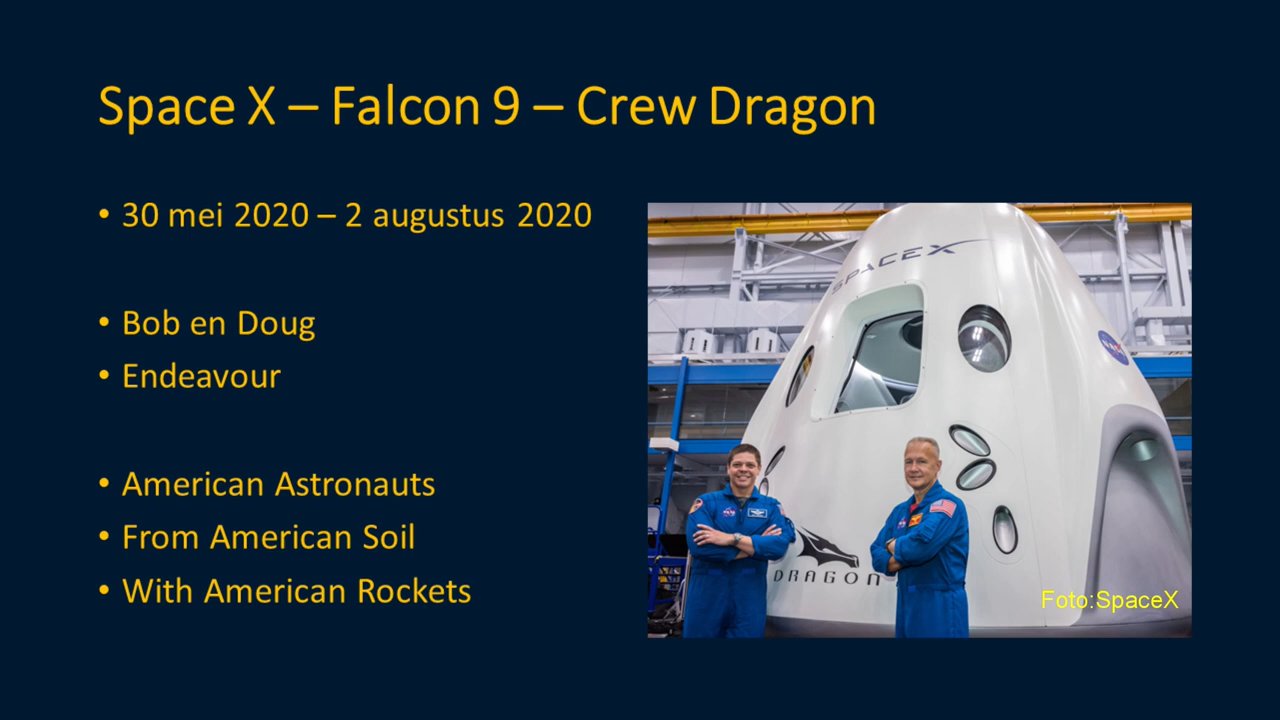 Space X – Falcon 9 – Crew Dragon
• 30 mei 2020 – 2 augustus 2020
• Bob en Doug
• Endeavour
• American Astronauts
• From American Soil
• With American Rockets
SPACEX
NASA
DRAGON
Foto:SpaceX